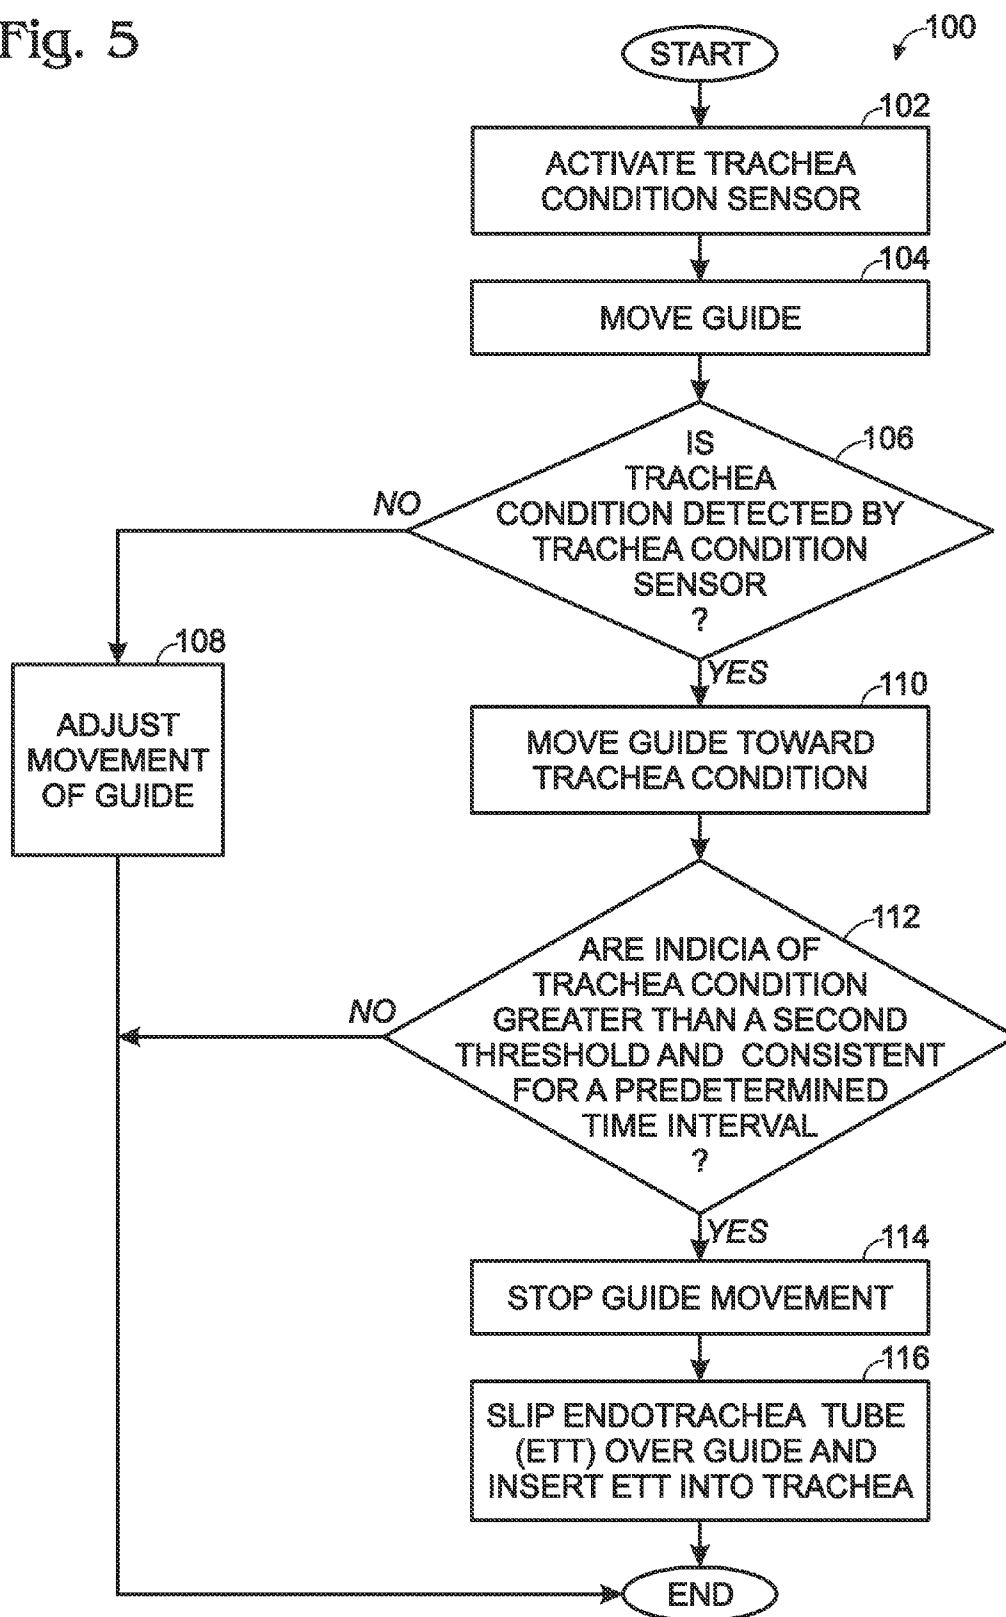 Fig. 5
100
START
102
ACTIVATE TRACHEA
CONDITION SENSOR
104
MOVE GUIDE
106
IS
TRACHEA
CONDITION DETECTED BY
TRACHEA CONDITION
SENSOR
?
NO
YES
108
ADJUST
MOVEMENT
OF GUIDE
110
MOVE GUIDE TOWARD
TRACHEA CONDITION
112
ARE INDICIA OF
TRACHEA CONDITION
GREATER THAN A SECOND
THRESHOLD AND CONSISTENT
FOR A PREDETERMINED
TIME INTERVAL
?
NO
YES
114
STOP GUIDE MOVEMENT
116
SLIP ENDOTRACHEA TUBE
(ETT) OVER GUIDE AND
INSERT ETT INTO TRACHEA
END